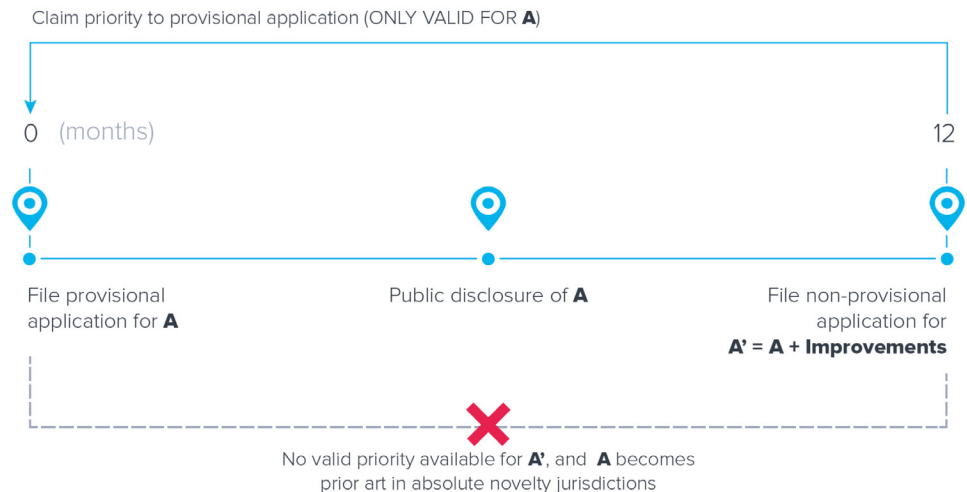 Claim priority to provisional application (ONLY VALID FOR A)
0 (months)
12
File provisional
application for A
Public disclosure of A
File non-provisional
application for
A’ = A + Improvements
No valid priority available for A’, and A becomes
prior art in absolute novelty jurisdictions